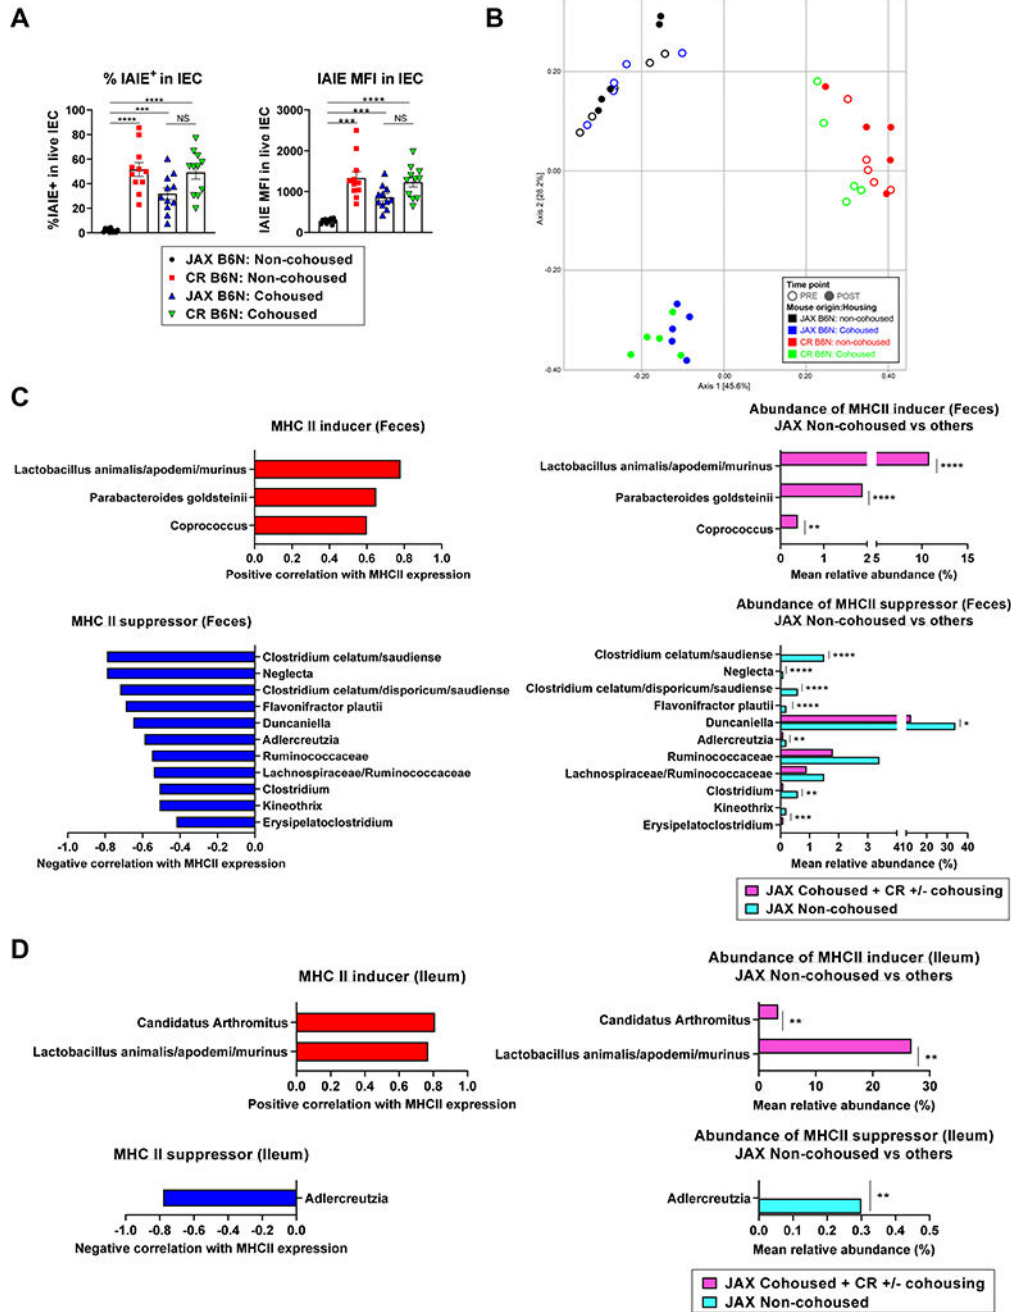 A
% IAIE+ in IEC
%IAIE+ in live IEC
100
80
60
40
20
0
****
***
****
NS
IAIE MFI in IEC
IAIE MFI in live IEC
3000
2000
1000
0
****
***
***
NS
JAX B6N: Non-cohoused
CR B6N: Non-cohoused
JAX B6N: Cohoused
CR B6N: Cohoused
B
Axis 2 [28.2%]
0.20
0.00
-0.20
-0.40
-0.20
0.00
0.20
0.40
Axis 1 [45.6%]
Time point
PRE POST
Mouse origin:Housing
JAX B6N: non-cohoused
JAX B6N: Cohoused
CR B6N: non-cohoused
CR B6N: Cohoused
C
MHC II inducer (Feces)
Lactobacillus animalis/apodemi/murinus
Parabacteroides goldsteinii
Coprococcus
0.0 0.2 0.4 0.6 0.8 1.0
Positive correlation with MHCII expression
Abundance of MHCII inducer (Feces)
JAX Non-cohoused vs others
Lactobacillus animalis/apodemi/murinus ****
Parabacteroides goldsteinii ****
Coprococcus **
0 1 2 5 10 15
Mean relative abundance (%)
MHC II suppressor (Feces)
-1.0 -0.8 -0.6 -0.4 -0.2 0.0
Clostridium celatum/saudiense
Neglecta
Clostridium celatum/disporicum/saudiense
Flavonifractor plautii
Duncaniella
Adlercreutzia
Ruminococcaceae
Lachnospiraceae/Ruminococcaceae
Clostridium
Kineothrix
Erysipelatoclostridium
-1.0 -0.8 -0.6 -0.4 -0.2 0.0
Negative correlation with MHCII expression
Abundance of MHCII suppressor (Feces)
JAX Non-cohoused vs others
Clostridium celatum/saudiense ****
Neglecta ****
Clostridium celatum/disporicum/saudiense ****
Flavonifractor plautii ****
Duncaniella *
Adlercreutzia **
Ruminococcaceae
Lachnospiraceae/Ruminococcaceae
Clostridium **
Kineothrix
Erysipelatoclostridium ***
0 1 2 3 4 10 20 30 40
Mean relative abundance (%)
JAX Cohoused + CR +/- cohousing
JAX Non-cohoused
D
MHC II inducer (Ileum)
Candidatus Arthromitus
Lactobacillus animalis/apodemi/murinus
0.0 0.2 0.4 0.6 0.8 1.0
Positive correlation with MHCII expression
Abundance of MHCII inducer (Ileum)
JAX Non-cohoused vs others
Candidatus Arthromitus **
Lactobacillus animalis/apodemi/murinus **
0 10 20 30
Mean relative abundance (%)
MHC II suppressor (Ileum)
Adlercreutzia
-1.0 -0.8 -0.6 -0.4 -0.2 0.0
Negative correlation with MHCII expression
Abundance of MHCII suppressor (Ileum)
JAX Non-cohoused vs others
Adlercreutzia **
0.0 0.1 0.2 0.3 0.4 0.5
Mean relative abundance (%)
JAX Cohoused + CR +/- cohousing
JAX Non-cohoused